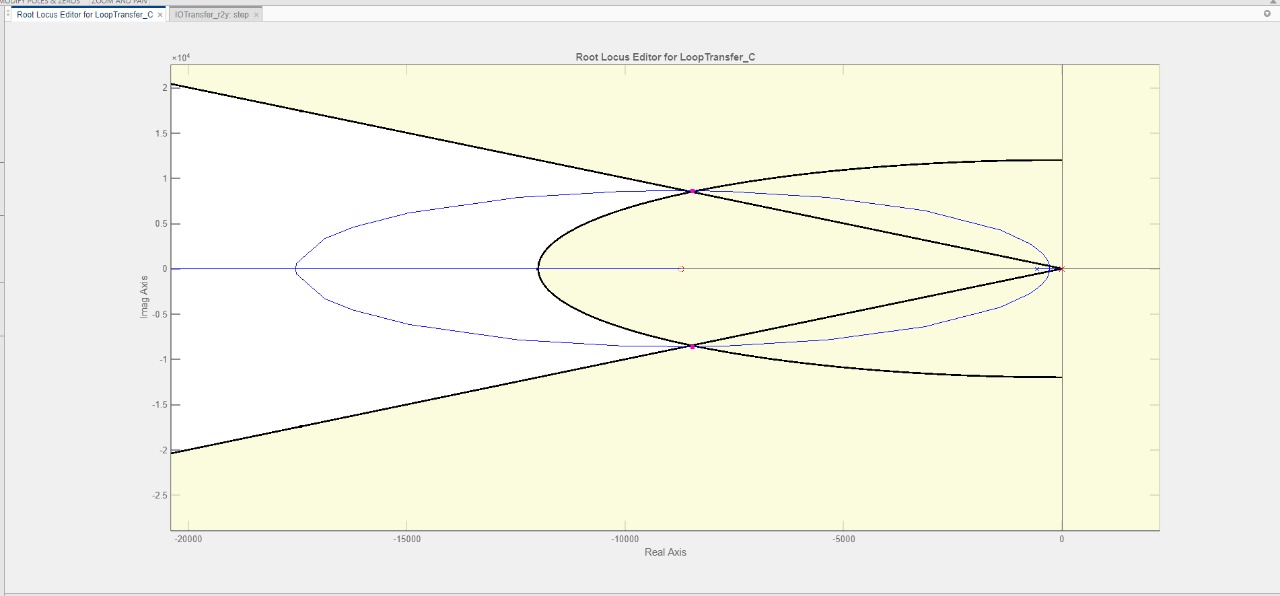 MODIFY POLES & ZEROS ZOOM AND PAN
Root Locus Editor for LoopTransfer_C × IOTransfer_r2y: step ×
Root Locus Editor for LoopTransfer_C
×10⁴
2
1.5
1
0.5
0
-0.5
-1
-1.5
-2
-2.5
Imag Axis
-20000 -15000 -10000 -5000 0
Real Axis